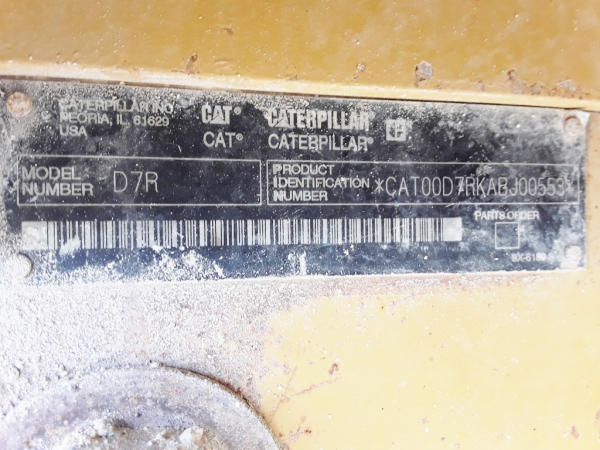 CATERPILLAR INC
PEORIA, IL 61629
USA
CAT® CATERPILLAR
CAT® CATERPILLAR®
MODEL
NUMBER D7R
PRODUCT
IDENTIFICATION
NUMBER *CAT00D7RKABJ00553*
PARTS ORDER